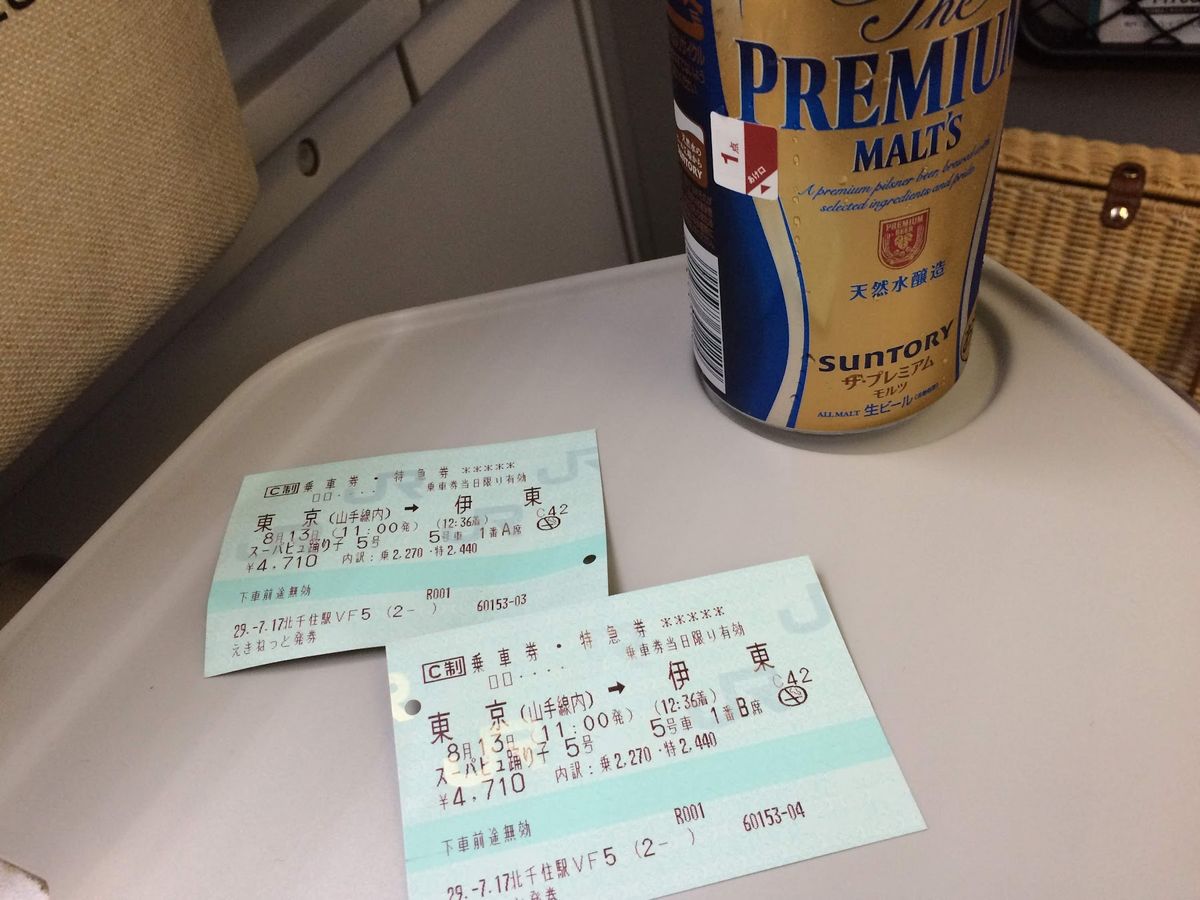 The
PREMIUM
MALT'S
A premium pilsner beer, brewed with
selected ingredients and pride
PREMIUM
BEER
天然水醸造
SUNTORY
ザ・プレミアム
モルツ
ALL MALT 生ビール
1点
あけ口
C制 乗車券・特急券 *****
□□・・・・ 乗車券当日限り有効
東京(山手線内) ➡ 伊東
8月13日 (11:00発) (12:36着) C42
スーパビュ踊り子 5号 5号車 1番A席
¥4,710 内訳:乗2,270・特2,440
下車前途無効 R001
29.-7.17北千住駅VF5 (2- ) 60153-03
えきねっと発券
C制 乗車券・特急券 *****
□□・・・・ 乗車券当日限り有効
東京(山手線内) ➡ 伊東
8月13日 (11:00発) (12:36着) C42
スーパビュ踊り子 5号 5号車 1番B席
¥4,710 内訳:乗2,270・特2,440
下車前途無効 R001
29.-7.17北千住駅VF5 (2- ) 60153-04